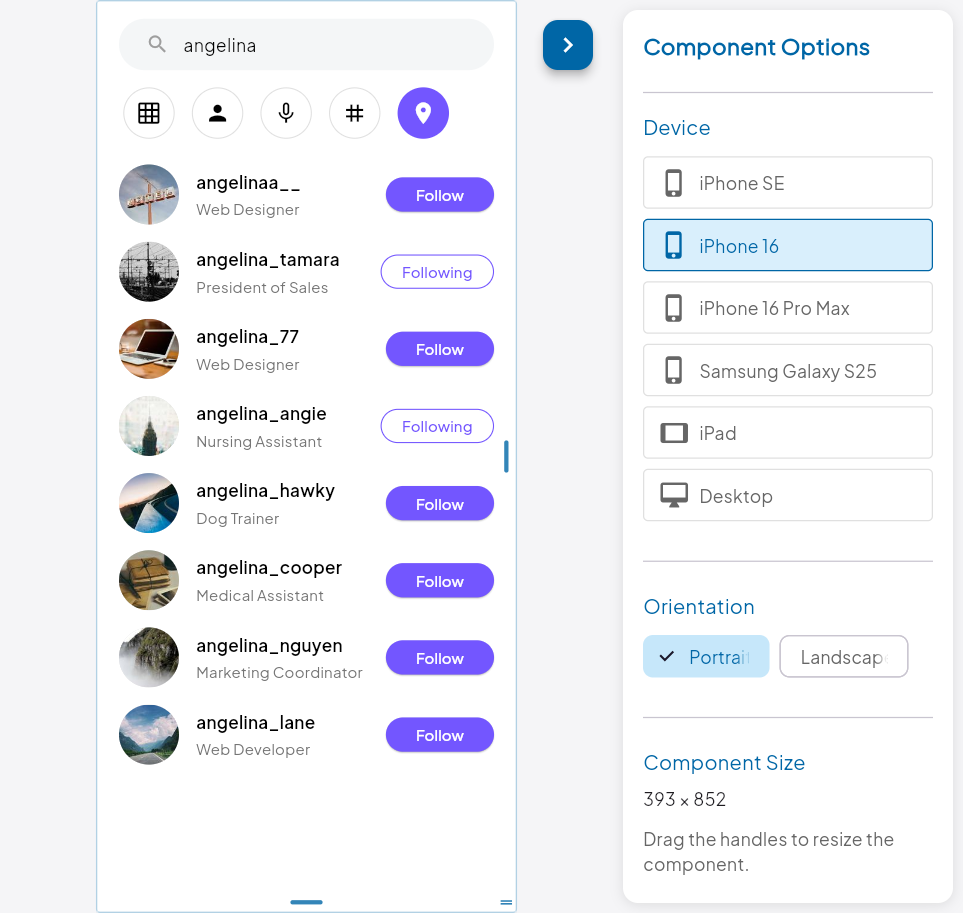 angelina
angelinaa__
Web Designer
Follow
angelina_tamara
President of Sales
Following
angelina_77
Web Designer
Follow
angelina_angie
Nursing Assistant
Following
angelina_hawky
Dog Trainer
Follow
angelina_cooper
Medical Assistant
Follow
angelina_nguyen
Marketing Coordinator
Follow
angelina_lane
Web Developer
Follow
Component Options
Device
iPhone SE
iPhone 16
iPhone 16 Pro Max
Samsung Galaxy S25
iPad
Desktop
Orientation
Portrai
Landscap
Component Size
393 × 852
Drag the handles to resize the
component.